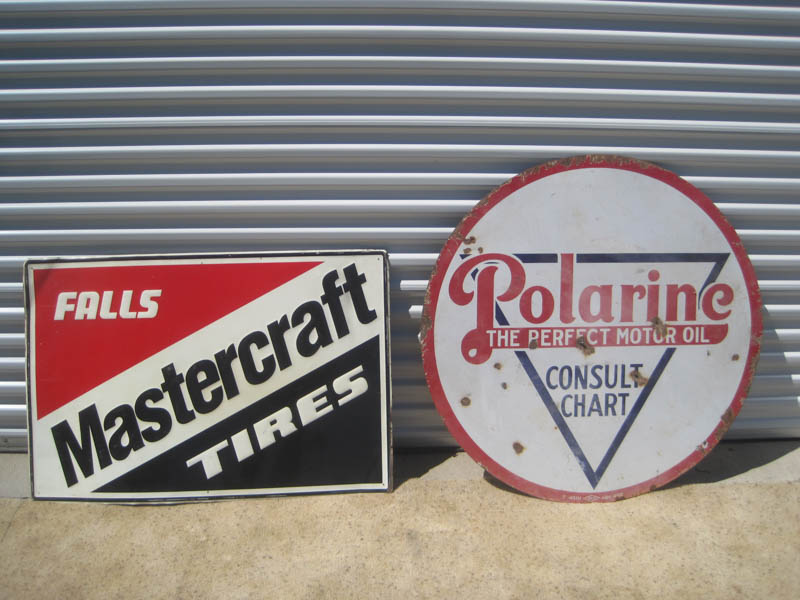 FALLS
Mastercraft
TIRES
Polarine
THE PERFECT MOTOR OIL
CONSULT
CHART